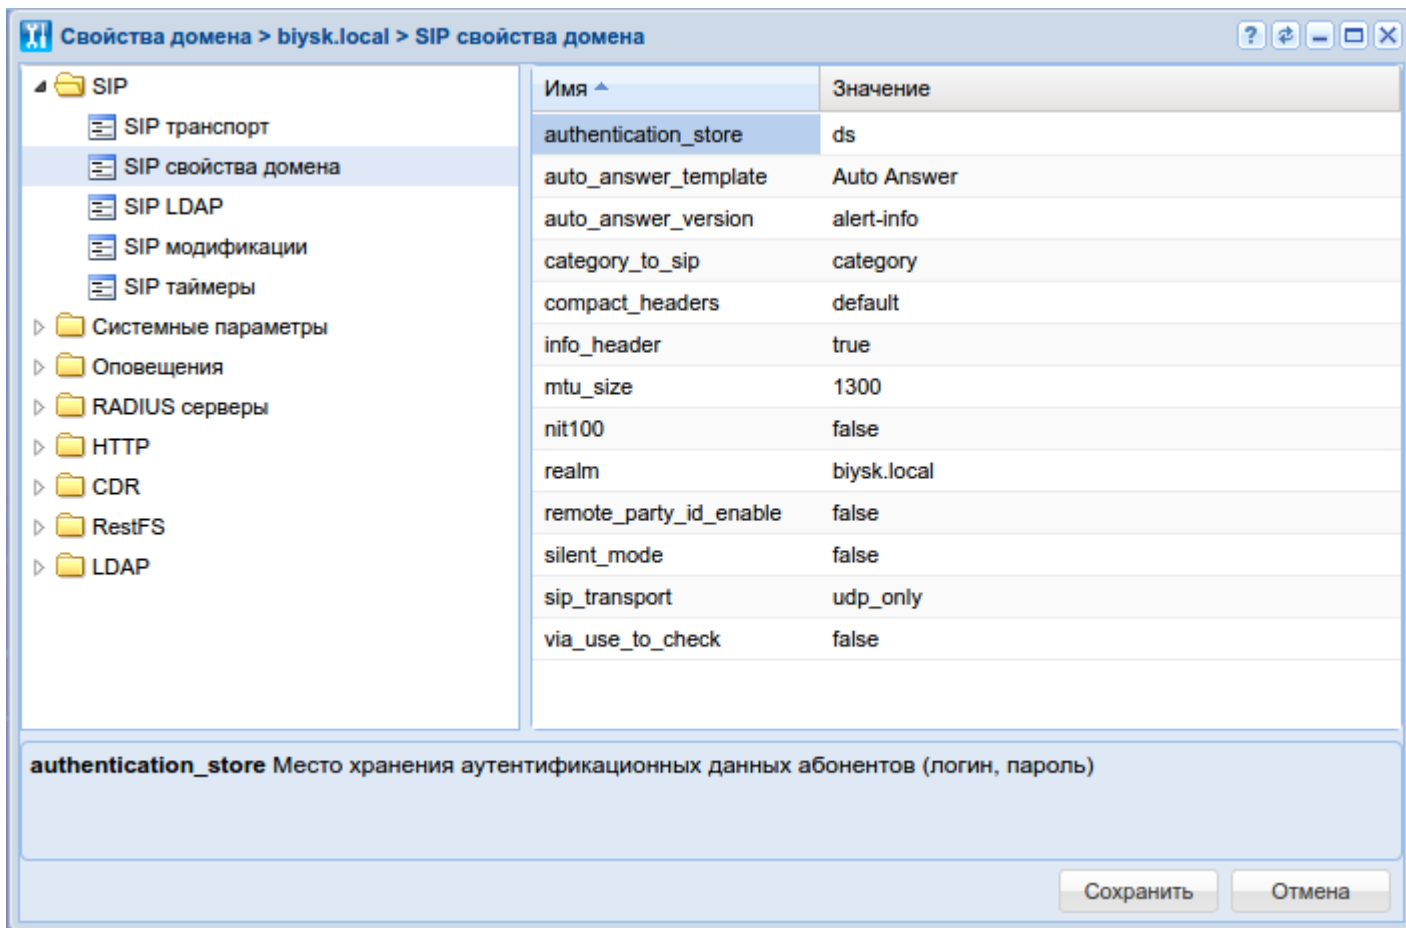 Свойства домена > biysk.local > SIP свойства домена
SIP
SIP транспорт
SIP свойства домена
SIP LDAP
SIP модификации
SIP таймеры
Системные параметры
Оповещения
RADIUS серверы
HTTP
CDR
RestFS
LDAP
Имя Значение
authentication_store ds
auto_answer_template Auto Answer
auto_answer_version alert-info
category_to_sip category
compact_headers default
info_header true
mtu_size 1300
nit100 false
realm biysk.local
remote_party_id_enable false
silent_mode false
sip_transport udp_only
via_use_to_check false
authentication_store Место хранения аутентификационных данных абонентов (логин, пароль)
Сохранить Отмена